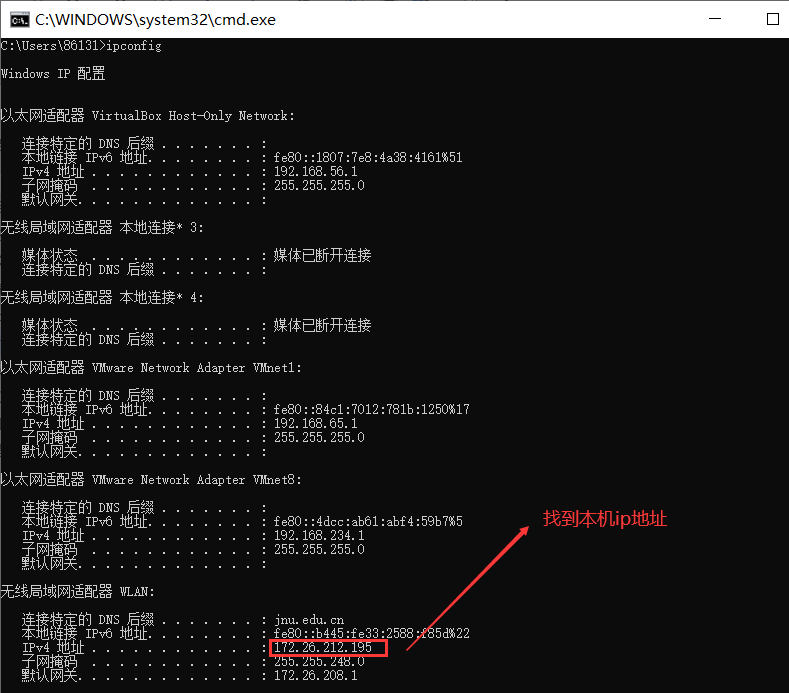 C:\WINDOWS\system32\cmd.exe
C:\Users\86131>ipconfig
Windows IP 配置
以太网适配器 VirtualBox Host-Only Network:
连接特定的 DNS 后缀 . . . . . . . :
本地链接 IPv6 地址. . . . . . . . : fe80::1807:7e8:4a38:4161%51
IPv4 地址 . . . . . . . . . . . . : 192.168.56.1
子网掩码 . . . . . . . . . . . . : 255.255.255.0
默认网关. . . . . . . . . . . . . :
无线局域网适配器 本地连接* 3:
媒体状态 . . . . . . . . . . . . : 媒体已断开连接
连接特定的 DNS 后缀 . . . . . . . :
无线局域网适配器 本地连接* 4:
媒体状态 . . . . . . . . . . . . : 媒体已断开连接
连接特定的 DNS 后缀 . . . . . . . :
以太网适配器 VMware Network Adapter VMnet1:
连接特定的 DNS 后缀 . . . . . . . :
本地链接 IPv6 地址. . . . . . . . : fe80::84c1:7012:781b:1250%17
IPv4 地址 . . . . . . . . . . . . : 192.168.65.1
子网掩码 . . . . . . . . . . . . : 255.255.255.0
默认网关. . . . . . . . . . . . . :
以太网适配器 VMware Network Adapter VMnet8:
连接特定的 DNS 后缀 . . . . . . . :
本地链接 IPv6 地址. . . . . . . . : fe80::4dcc:ab61:abf4:59b7%5
IPv4 地址 . . . . . . . . . . . . : 192.168.234.1
子网掩码 . . . . . . . . . . . . : 255.255.255.0
默认网关. . . . . . . . . . . . . :
找到本机ip地址
无线局域网适配器 WLAN:
连接特定的 DNS 后缀 . . . . . . . : jnu.edu.cn
本地链接 IPv6 地址. . . . . . . . : fe80::b445:fe33:2588:f85d%22
IPv4 地址 . . . . . . . . . . . . : 172.26.212.195
子网掩码 . . . . . . . . . . . . : 255.255.248.0
默认网关. . . . . . . . . . . . . : 172.26.208.1